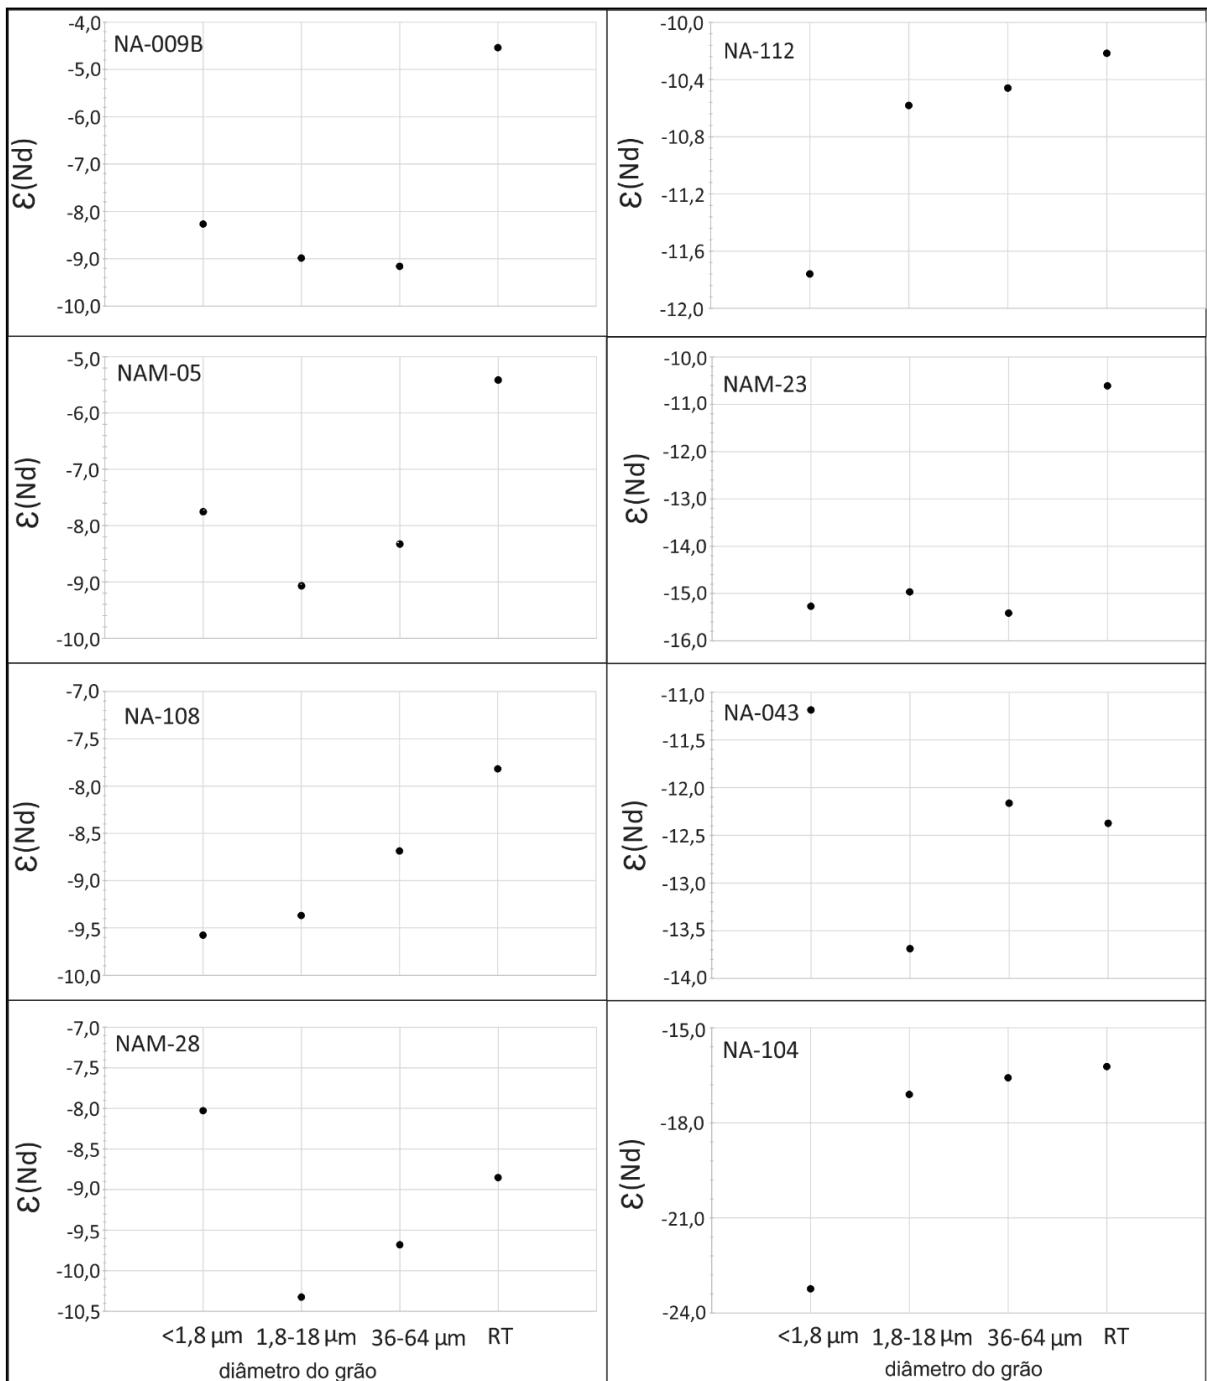 NA-009B
ε(Nd)
-4,0
-5,0
-6,0
-7,0
-8,0
-9,0
-10,0
NA-112
ε(Nd)
-10,0
-10,4
-10,8
-11,2
-11,6
-12,0
NAM-05
ε(Nd)
-5,0
-6,0
-7,0
-8,0
-9,0
-10,0
NAM-23
ε(Nd)
-10,0
-11,0
-12,0
-13,0
-14,0
-15,0
-16,0
NA-108
ε(Nd)
-7,0
-7,5
-8,0
-8,5
-9,0
-9,5
-10,0
NA-043
ε(Nd)
-11,0
-11,5
-12,0
-12,5
-13,0
-13,5
-14,0
NAM-28
ε(Nd)
-7,0
-7,5
-8,0
-8,5
-9,0
-9,5
-10,0
-10,5
<1,8 µm 1,8-18 µm 36-64 µm RT
diâmetro do grão
NA-104
ε(Nd)
-15,0
-18,0
-21,0
-24,0
<1,8 µm 1,8-18 µm 36-64 µm RT
diâmetro do grão